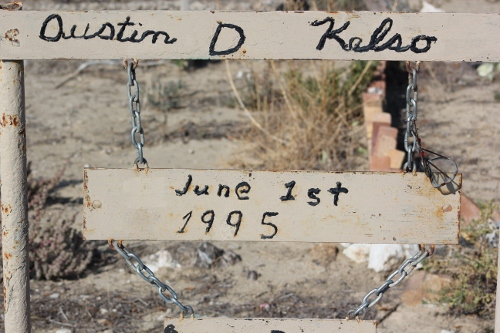 Dustin D Kelso
June 1st
1995